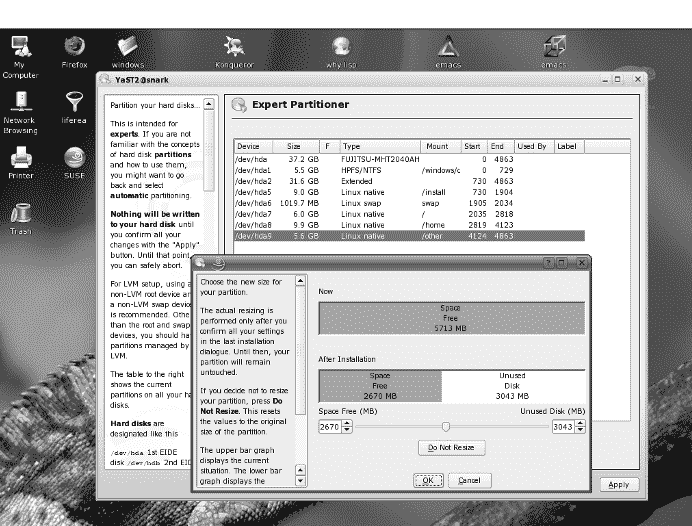 My
Computer
Firefox
windows
Konqueror
why lisp
emacs
emacs
Network
Browsing
liferea
Printer
SUSE
Trash
YaST2@snark
Partition your hard disks...
This is intended for
experts. If you are not
familiar with the concepts
of hard disk partitions
and how to use them,
you might want to go
back and select
automatic partitioning.
Nothing will be written
to your hard disk until
you confirm all your
changes with the "Apply"
button. Until that point,
you can safely abort.
For LVM setup, using a
non-LVM root device an
a non-LVM swap device
is recommended. Othe
than the root and swap
devices, you should ha
partitions managed by
LVM.
The table to the right
shows the current
partitions on all your ha
disks.
Hard disks are
designated like this
/dev/hda 1st EIDE
disk /dev/hdb 2nd EI
Expert Partitioner
Device Size F Type Mount Start End Used By Label
/dev/hda 37.2 GB FUJITSU-MHT2040AH 0 4863
/dev/hda1 5.5 GB HPFS/NTFS /windows/c 0 729
/dev/hda2 31.6 GB Extended 730 4863
/dev/hda5 9.0 GB Linux native /install 730 1904
/dev/hda6 1019.7 MB Linux swap swap 1905 2034
/dev/hda7 6.0 GB Linux native / 2035 2818
/dev/hda8 9.9 GB Linux native /home 2819 4123
/dev/hda9 5.6 GB Linux native /other 4124 4863
Choose the new size for
your partition.
The actual resizing is
performed only after you
confirm all your settings
in the last installation
dialogue. Until then, your
partition will remain
untouched.
If you decide not to resize
your partition, press Do
Not Resize. This resets
the values to the original
size of the partition.
The upper bar graph
displays the current
situation. The lower bar
graph displays the
Now
Space
Free
5713 MB
After Installation
Space
Free
2670 MB
Unused
Disk
3043 MB
Space Free (MB) Unused Disk (MB)
2670 3043
Do Not Resize
OK Cancel
Apply